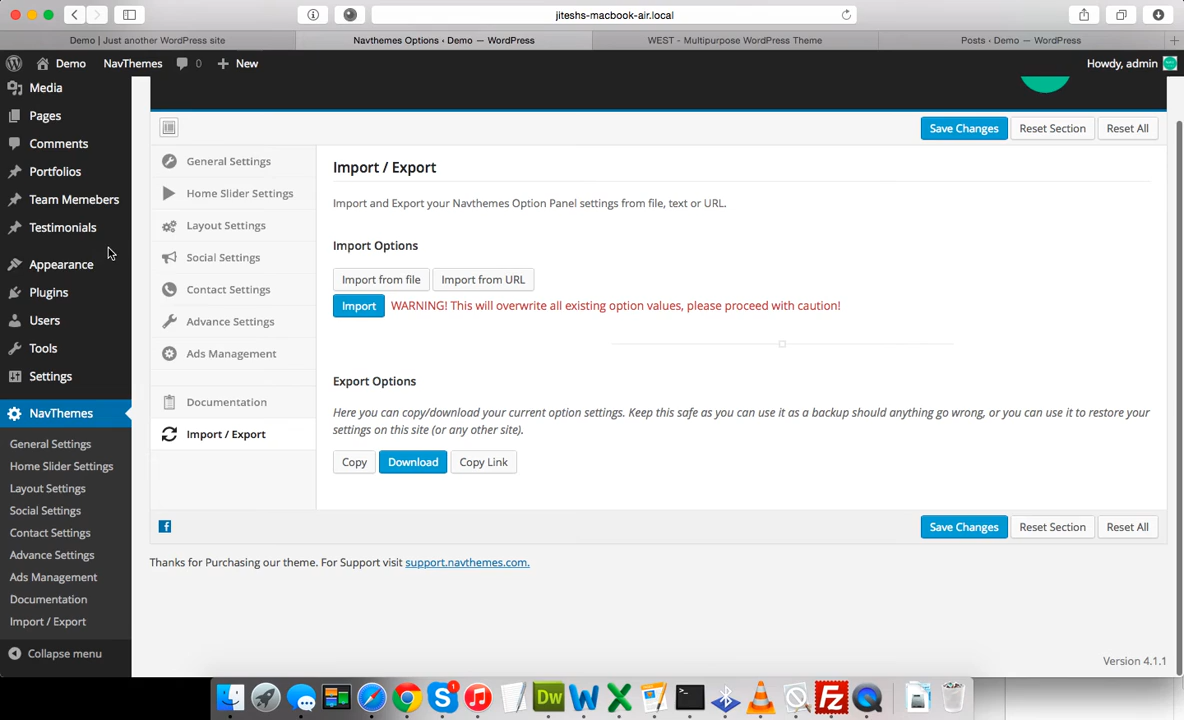 jiteshs-macbook-air.local
Demo | Just another WordPress site
Navthemes Options ‹ Demo — WordPress
WEST - Multipurpose WordPress Theme
Posts ‹ Demo — WordPress
Demo
NavThemes
0
New
Howdy, admin
Media
Pages
Comments
Portfolios
Team Memebers
Testimonials
Appearance
Plugins
Users
Tools
Settings
NavThemes
General Settings
Home Slider Settings
Layout Settings
Social Settings
Contact Settings
Advance Settings
Ads Management
Documentation
Import / Export
Collapse menu
Save Changes
Reset Section
Reset All
General Settings
Home Slider Settings
Layout Settings
Social Settings
Contact Settings
Advance Settings
Ads Management
Documentation
Import / Export
Import / Export
Import and Export your Navthemes Option Panel settings from file, text or URL.
Import Options
Import from file
Import from URL
Import
WARNING! This will overwrite all existing option values, please proceed with caution!
Export Options
Here you can copy/download your current option settings. Keep this safe as you can use it as a backup should anything go wrong, or you can use it to restore your
settings on this site (or any other site).
Copy
Download
Copy Link
Save Changes
Reset Section
Reset All
Thanks for Purchasing our theme. For Support visit support.navthemes.com.
Version 4.1.1
1
Dw
W
X
Fz